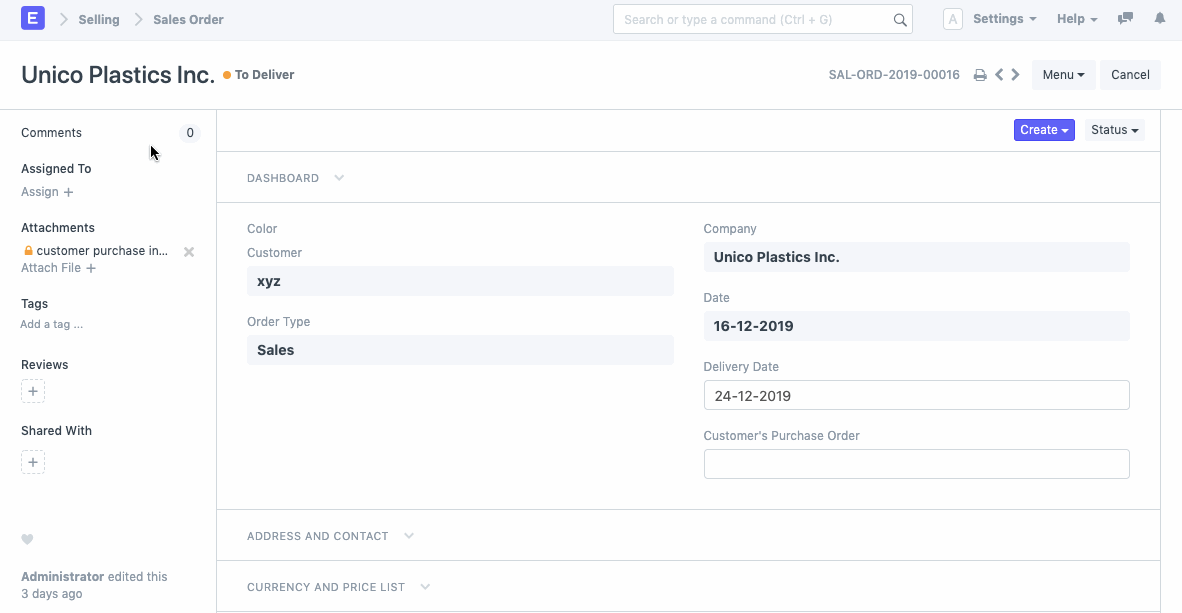 E Selling Sales Order Search or type a command (Ctrl + G) A Settings Help
Unico Plastics Inc. To Deliver SAL-ORD-2019-00016 Menu Cancel
Comments 0
Assigned To
Assign +
Attachments
customer purchase in...
Attach File +
Tags
Add a tag ...
Reviews
+
Shared With
+
Administrator edited this
3 days ago
Create Status
DASHBOARD
Color
Customer
xyz
Order Type
Sales
Company
Unico Plastics Inc.
Date
16-12-2019
Delivery Date
24-12-2019
Customer's Purchase Order
ADDRESS AND CONTACT
CURRENCY AND PRICE LIST